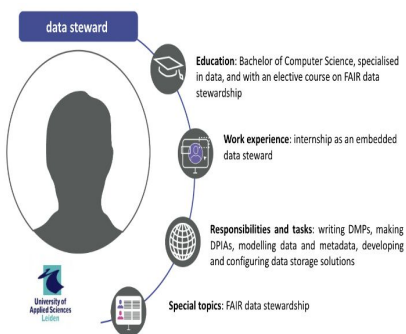 data steward
Education: Bachelor of Computer Science, specialised
in data, and with an elective course on FAIR data
stewardship
Work experience: internship as an embedded
data steward
Responsibilities and tasks: writing DMPs, making
DPIAs, modelling data and metadata, developing
and configuring data storage solutions
University of
Applied Sciences
Leiden
Special topics: FAIR data stewardship